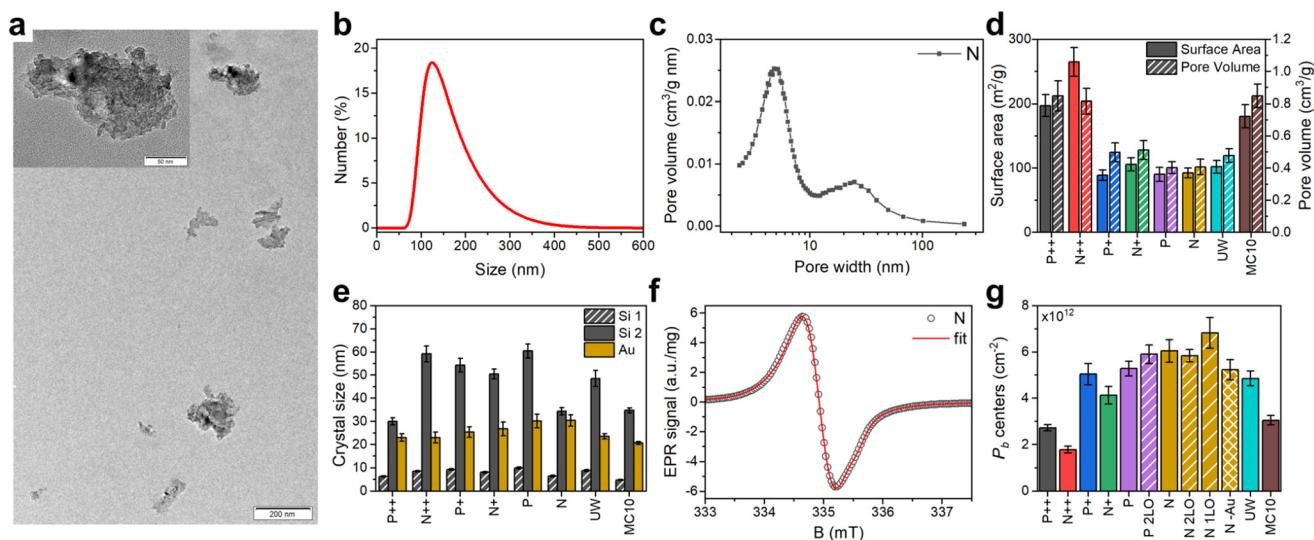 a
50 nm
200 nm
b
Number (%)
20
15
10
5
0
0 100 200 300 400 500 600
Size (nm)
c
N
Pore volume (cm³/g nm)
0.03
0.02
0.01
0.00
10 100
Pore width (nm)
d
Surface Area
Pore Volume
Surface area (m²/g)
300
200
100
0
1.2
1.0
0.8
0.6
0.4
0.2
0.0
Pore volume (cm³/g)
P++ N++ P+ N+ P N UW MC10
e
Si 1
Si 2
Au
Crystal size (nm)
80
70
60
50
40
30
20
10
0
P++ N++ P+ N+ P N UW MC10
f
N
fit
EPR signal (a.u./mg)
6
4
2
0
-2
-4
-6
333 334 335 336 337
B (mT)
g
x10¹²
P_b centers (cm⁻²)
8
6
4
2
0
P++ N++ P+ N+ P P 2LO N N 2LO N 1LO N -Au UW MC10